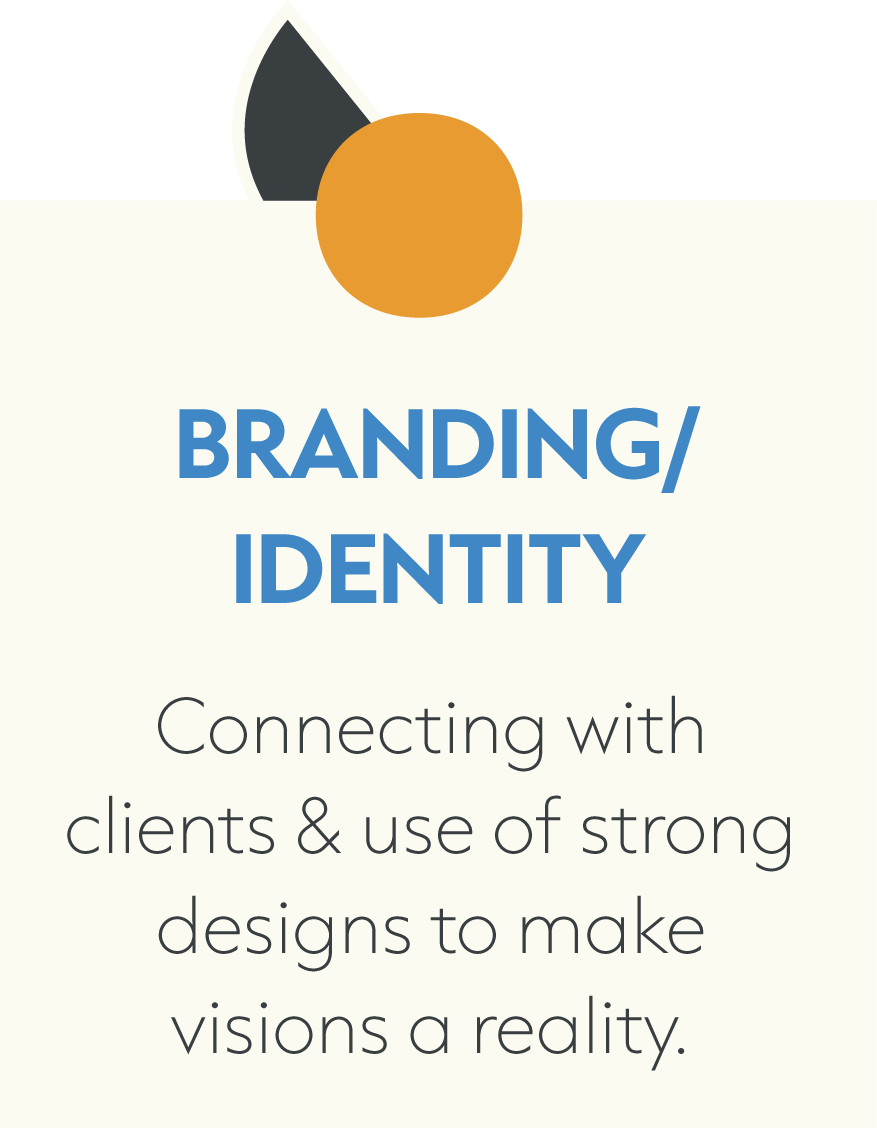 BRANDING/
IDENTITY
Connecting with
clients & use of strong
designs to make
visions a reality.